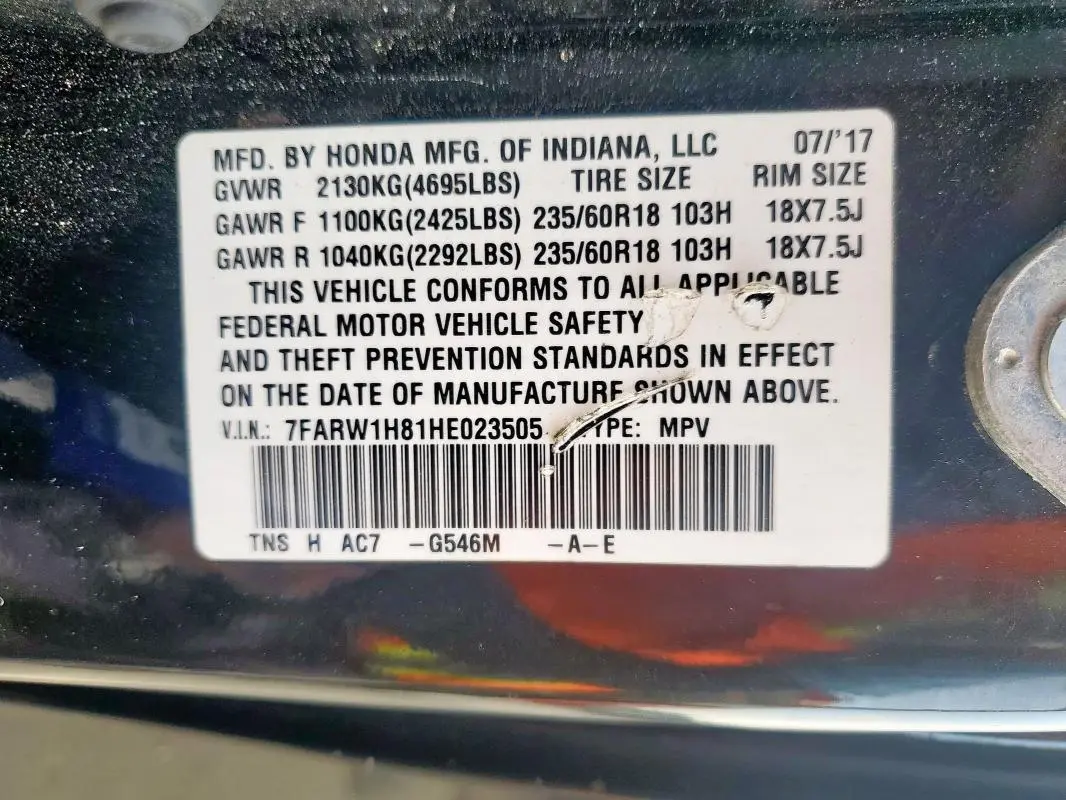 MFD. BY HONDA MFG. OF INDIANA, LLC 07/'17
GVWR 2130KG(4695LBS) TIRE SIZE RIM SIZE
GAWR F 1100KG(2425LBS) 235/60R18 103H 18X7.5J
GAWR R 1040KG(2292LBS) 235/60R18 103H 18X7.5J
THIS VEHICLE CONFORMS TO ALL APPLICABLE
FEDERAL MOTOR VEHICLE SAFETY
AND THEFT PREVENTION STANDARDS IN EFFECT
ON THE DATE OF MANUFACTURE SHOWN ABOVE.
V.I.N.: 7FARW1H81HE023505 TYPE: MPV
TNS H AC7 -G546M -A-E